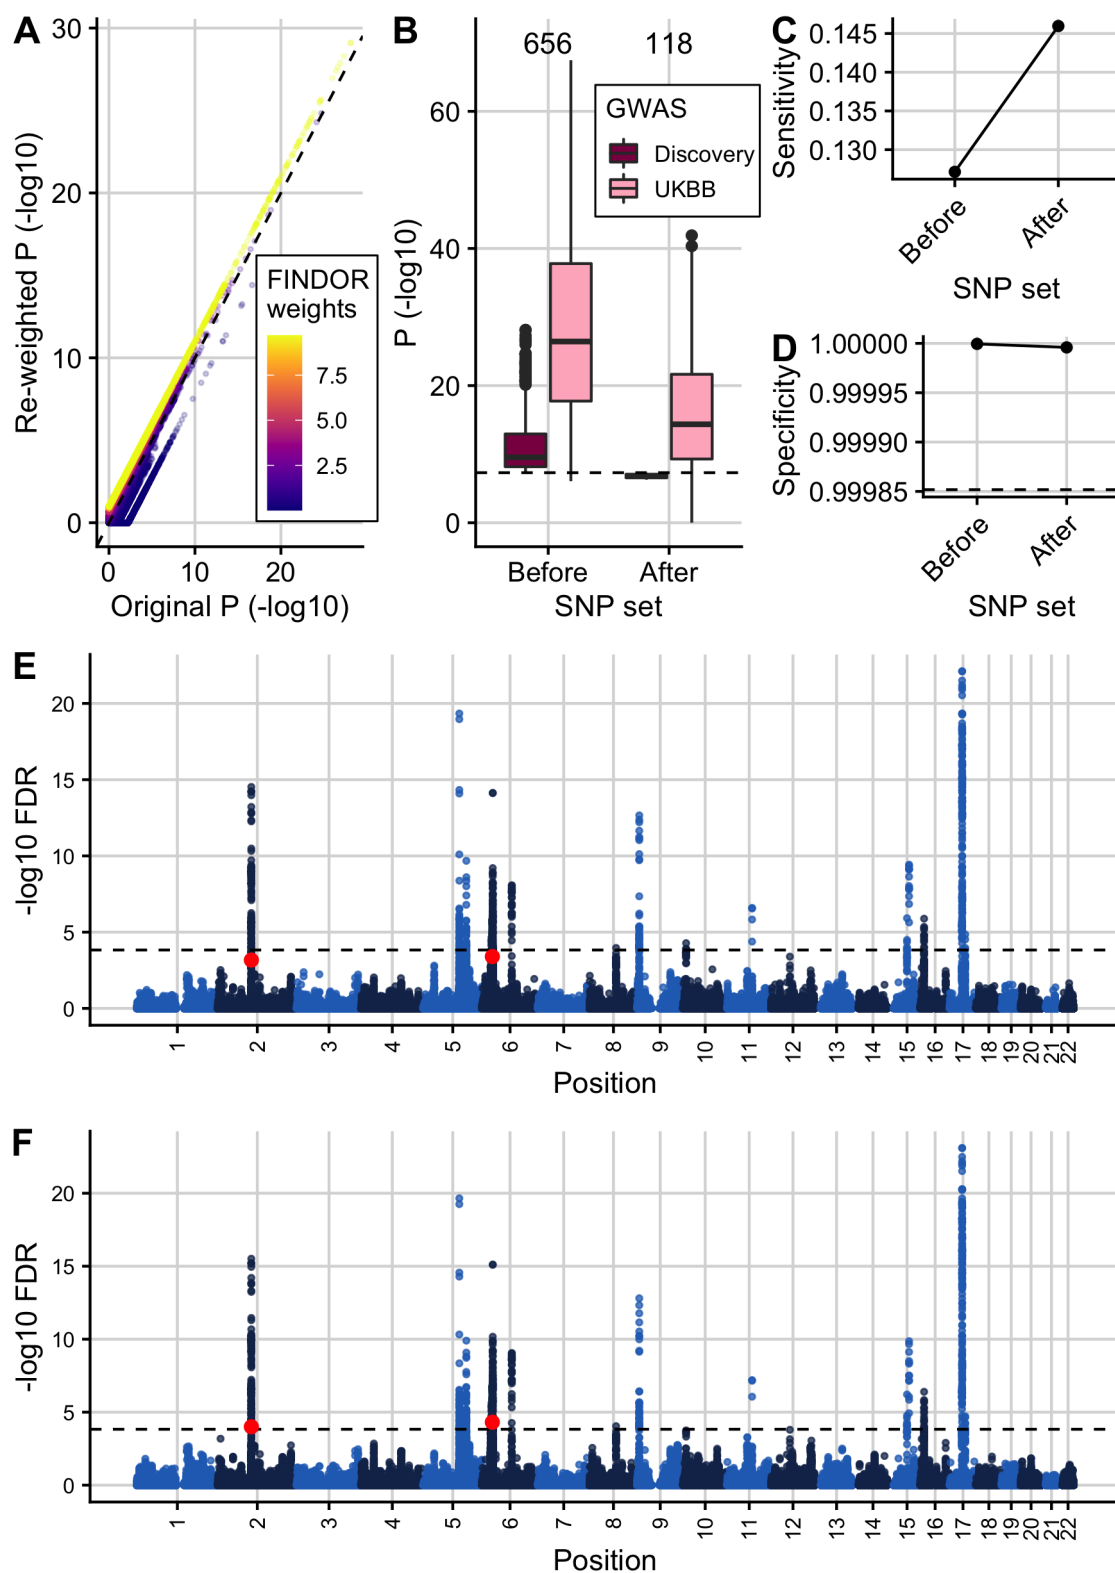 A
Re-weighted P (-log10)
30
20
10
0
0
10
20
Original P (-log10)
FINDOR
weights
7.5
5.0
2.5
B
P (-log10)
60
40
20
0
656
118
GWAS
Discovery
UKBB
Before
After
SNP set
C
Sensitivity
0.145
0.140
0.135
0.130
Before
After
SNP set
D
Specificity
1.00000
0.99995
0.99990
0.99985
Before
After
SNP set
E
-log10 FDR
20
15
10
5
0
1
2
3
4
5
6
7
8
9
10
11
12
13
14
15
16
17
18
19
20
21
22
Position
F
-log10 FDR
20
15
10
5
0
1
2
3
4
5
6
7
8
9
10
11
12
13
14
15
16
17
18
19
20
21
22
Position